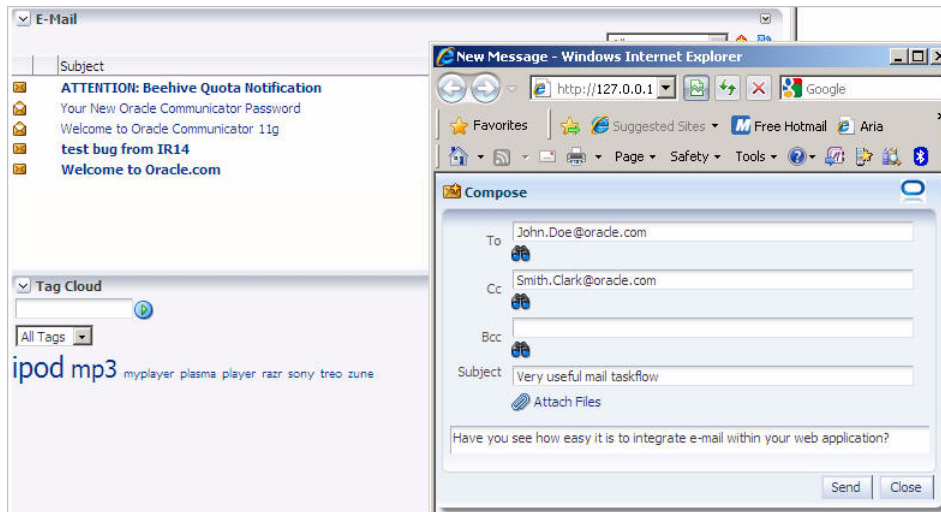 E-Mail
Subject
ATTENTION: Beehive Quota Notification
Your New Oracle Communicator Password
Welcome to Oracle Communicator 11g
test bug from IR14
Welcome to Oracle.com
Tag Cloud
All Tags
ipod mp3 myplayer plasma player razr sony treo zune
New Message - Windows Internet Explorer
http://127.0.0.1
Google
Favorites Suggested Sites Free Hotmail Aria
Page Safety Tools
Compose
To John.Doe@oracle.com
Cc Smith.Clark@oracle.com
Bcc
Subject Very useful mail taskflow
Attach Files
Have you see how easy it is to integrate e-mail within your web application?
Send Close